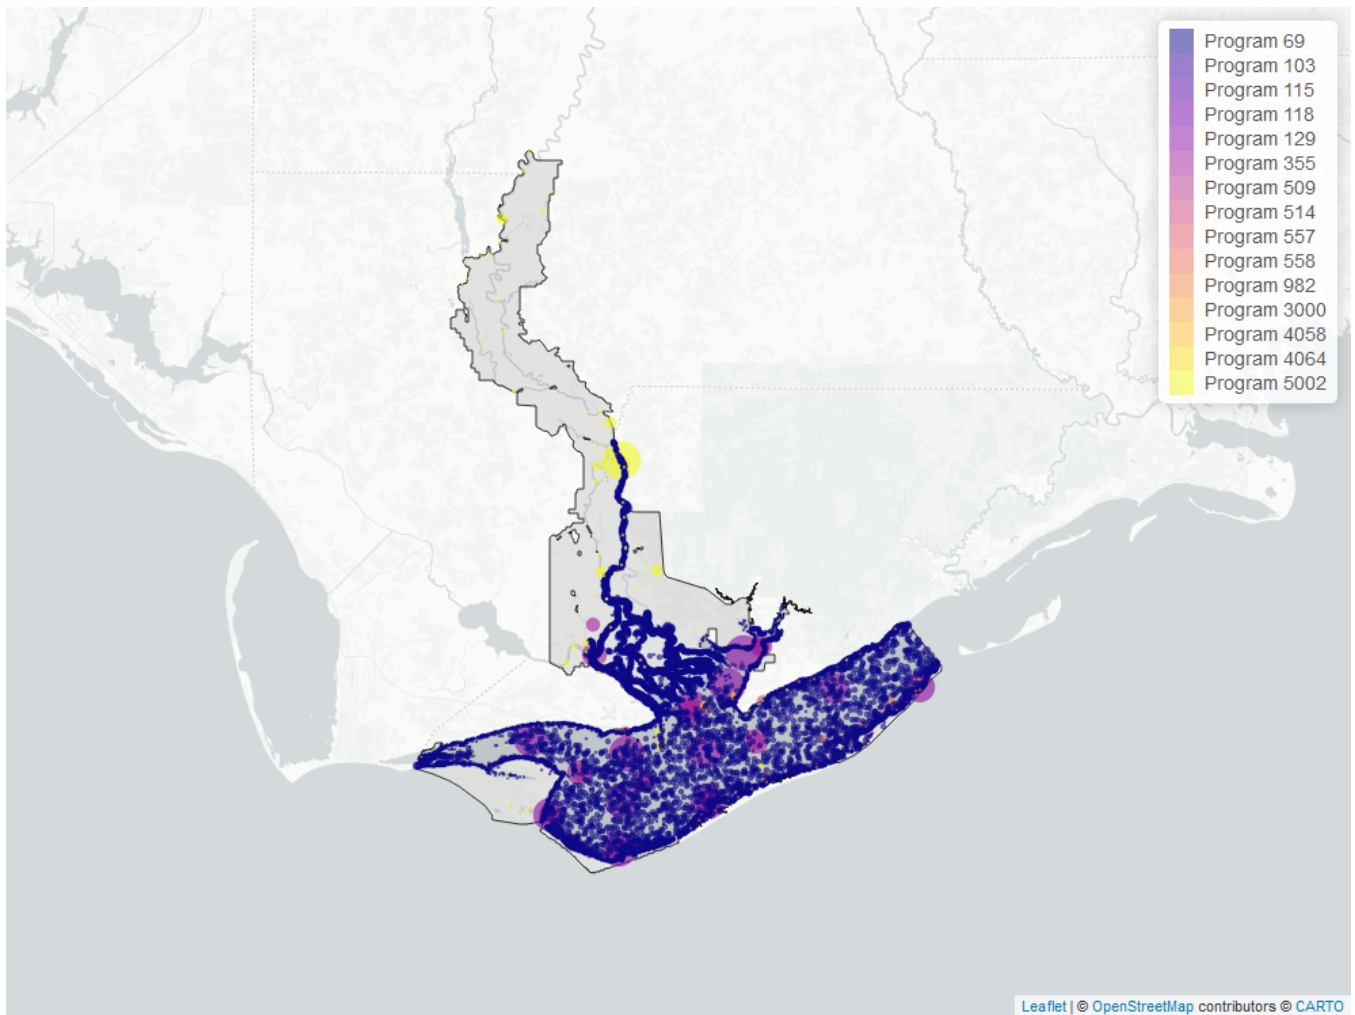 Program 69
Program 103
Program 115
Program 118
Program 129
Program 355
Program 509
Program 514
Program 557
Program 558
Program 982
Program 3000
Program 4058
Program 4064
Program 5002
Leaflet | © OpenStreetMap contributors © CARTO